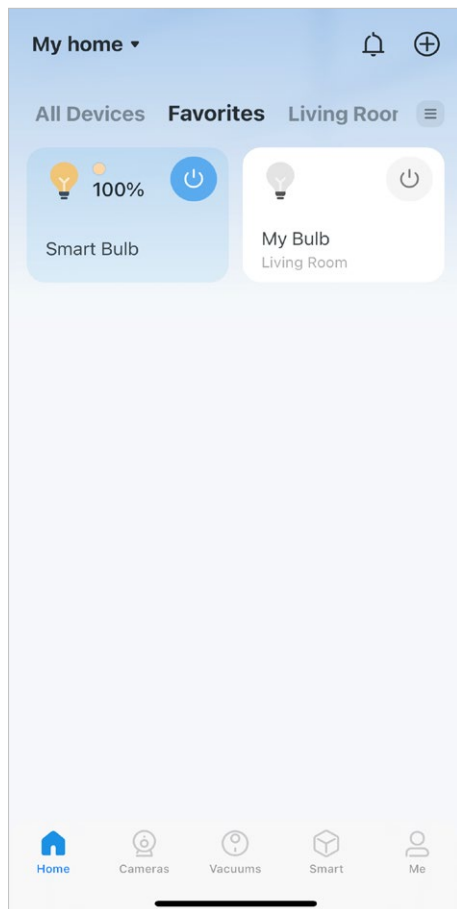 My home
All Devices Favorites Living Roor
100%
Smart Bulb
My Bulb
Living Room
Home Cameras Vacuums Smart Me